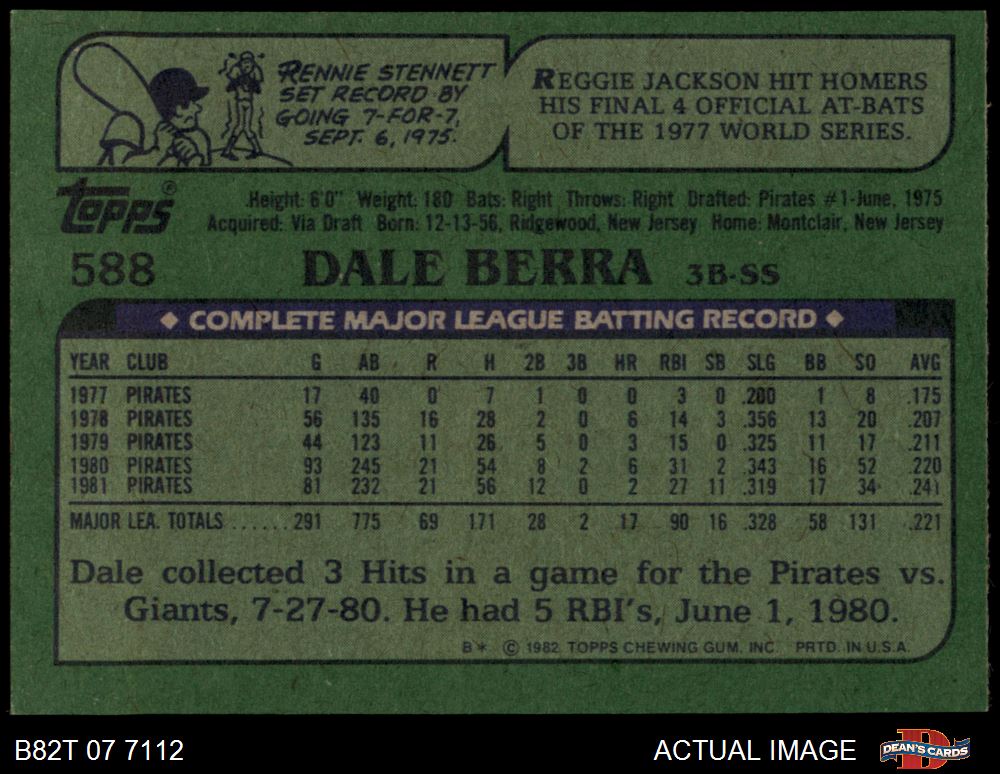 RENNIE STENNETT
SET RECORD BY
GOING 7-FOR-7,
SEPT. 6, 1975.
REGGIE JACKSON HIT HOMERS
HIS FINAL 4 OFFICIAL AT-BATS
OF THE 1977 WORLD SERIES.
Topps®
Height: 6'0" Weight: 180 Bats: Right Throws: Right Drafted: Pirates #1-June, 1975
Acquired: Via Draft Born: 12-13-56, Ridgewood, New Jersey Home: Montclair, New Jersey
588 DALE BERRA 3B-SS
◆ COMPLETE MAJOR LEAGUE BATTING RECORD ◆
YEAR CLUB G AB R H 2B 3B HR RBI SB SLG BB SO AVG
1977 PIRATES 17 40 0 7 1 0 0 3 0 .200 1 8 .175
1978 PIRATES 56 135 16 28 2 0 6 14 3 .356 13 20 .207
1979 PIRATES 44 123 11 26 5 0 3 15 0 .325 11 17 .211
1980 PIRATES 93 245 21 54 8 2 6 31 2 .343 16 52 .220
1981 PIRATES 81 232 21 56 12 0 2 27 11 .319 17 34 .241
MAJOR LEA. TOTALS ......291 775 69 171 28 2 17 90 16 .328 58 131 .221
Dale collected 3 Hits in a game for the Pirates vs.
Giants, 7-27-80. He had 5 RBI's, June 1, 1980.
B* © 1982 TOPPS CHEWING GUM, INC. PRTD. IN U.S.A.
B82T 07 7112 ACTUAL IMAGE DEAN'S CARDS